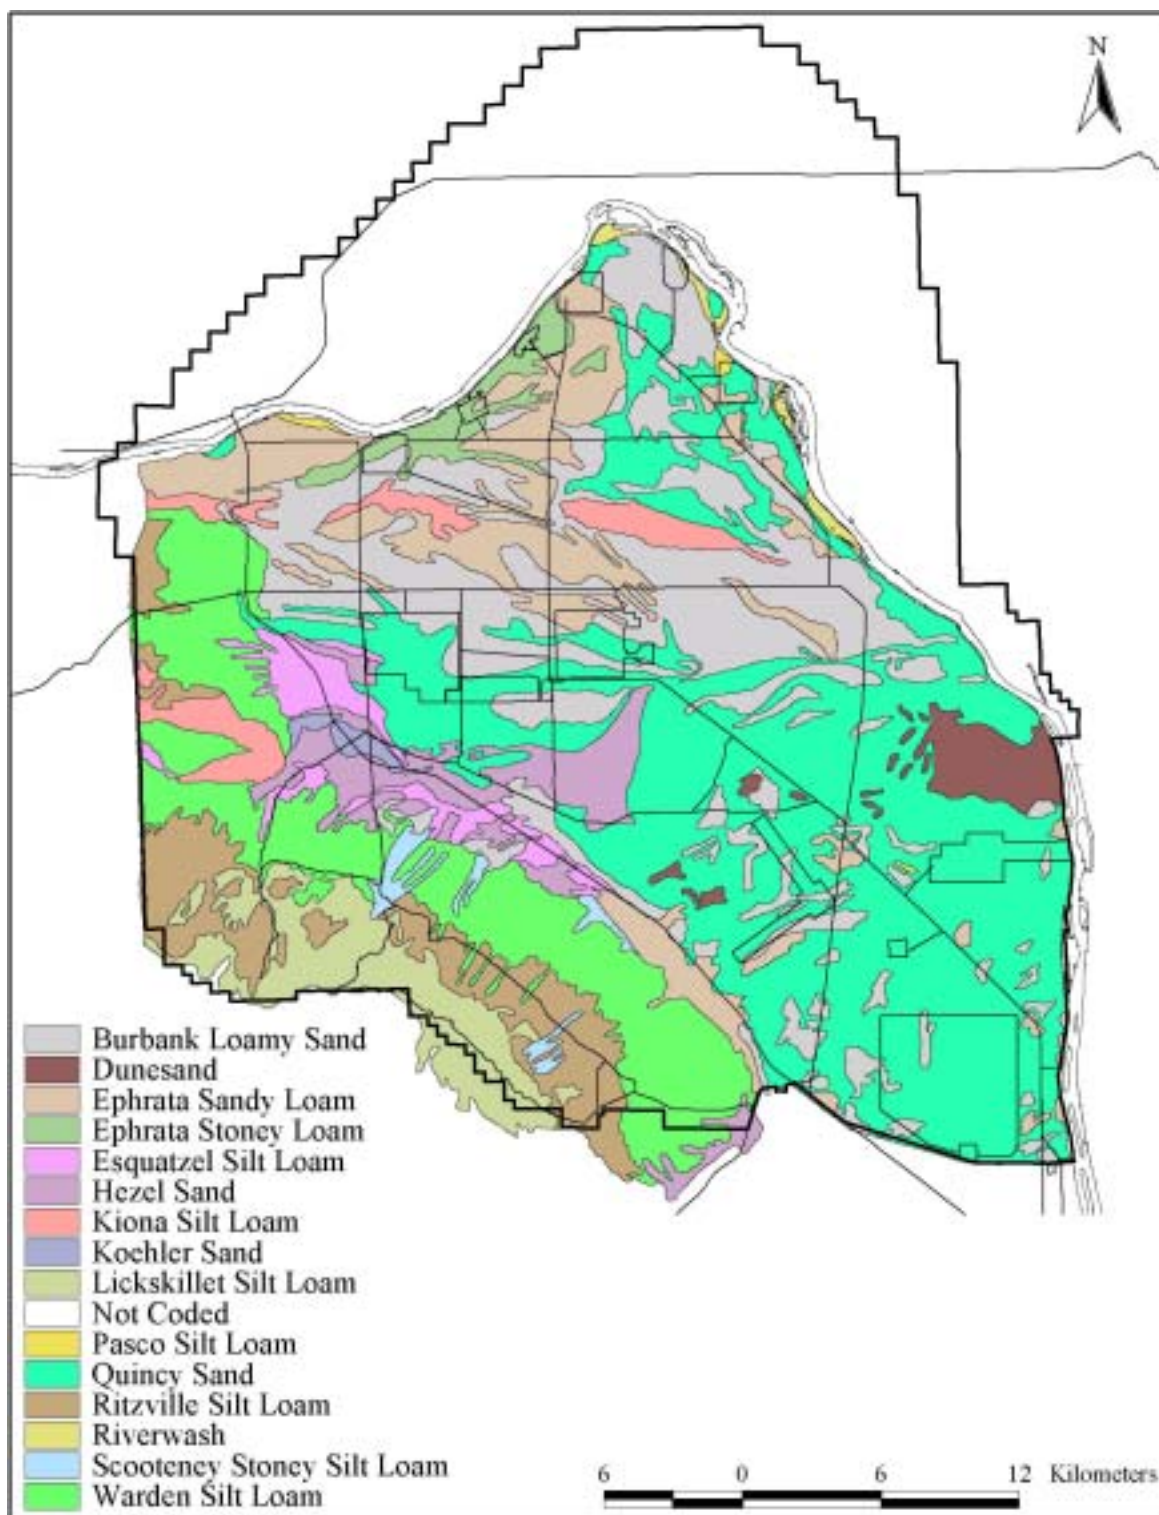 N
Burbank Loamy Sand
Dunesand
Ephrata Sandy Loam
Ephrata Stoney Loam
Esquatzel Silt Loam
Hezel Sand
Kiona Silt Loam
Koehler Sand
Lickskillet Silt Loam
Not Coded
Pasco Silt Loam
Quincy Sand
Ritzville Silt Loam
Riverwash
Scooteney Stoney Silt Loam
Warden Silt Loam
6 0 6 12 Kilometers